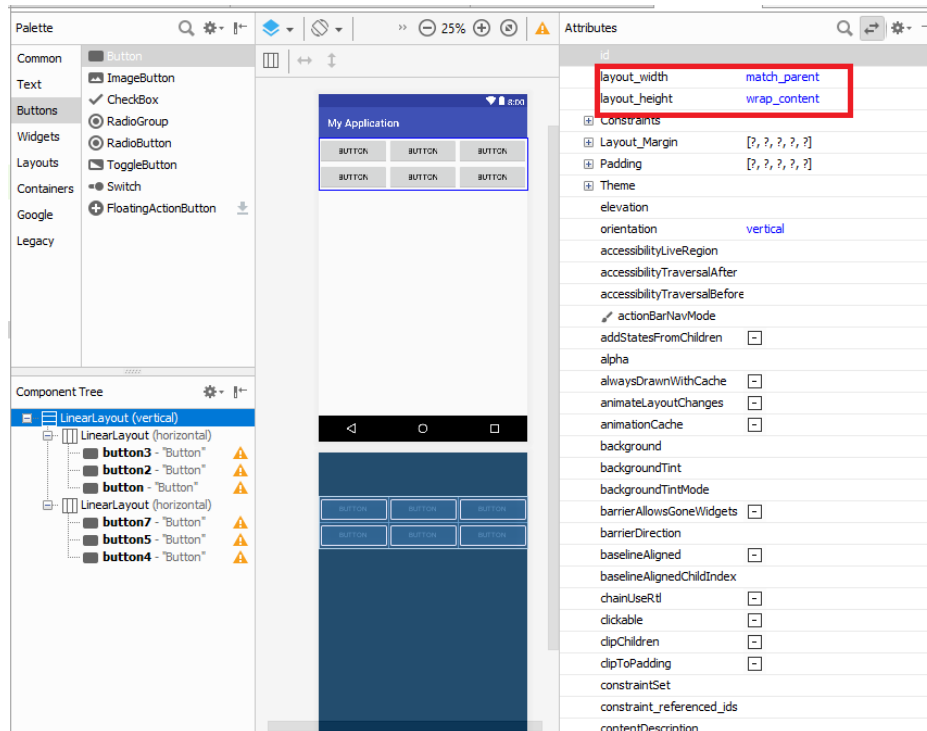 Palette
Common
Text
Buttons
Widgets
Layouts
Containers
Google
Legacy
Button
ImageButton
CheckBox
RadioGroup
RadioButton
ToggleButton
Switch
FloatingActionButton
Component Tree
LinearLayout (vertical)
LinearLayout (horizontal)
button3 - "Button"
button2 - "Button"
button - "Button"
LinearLayout (horizontal)
button7 - "Button"
button5 - "Button"
button4 - "Button"
» 25%
8:00
My Application
BUTTON BUTTON BUTTON
BUTTON BUTTON BUTTON
BUTTON BUTTON BUTTON
BUTTON BUTTON BUTTON
Attributes
id
layout_width match_parent
layout_height wrap_content
Constraints
Layout_Margin [?, ?, ?, ?, ?]
Padding [?, ?, ?, ?, ?]
Theme
elevation
orientation vertical
accessibilityLiveRegion
accessibilityTraversalAfter
accessibilityTraversalBefore
actionBarNavMode
addStatesFromChildren
alpha
alwaysDrawnWithCache
animateLayoutChanges
animationCache
background
backgroundTint
backgroundTintMode
barrierAllowsGoneWidgets
barrierDirection
baselineAligned
baselineAlignedChildIndex
chainUseRtl
clickable
clipChildren
clipToPadding
constraintSet
constraint_referenced_ids
contentDescription